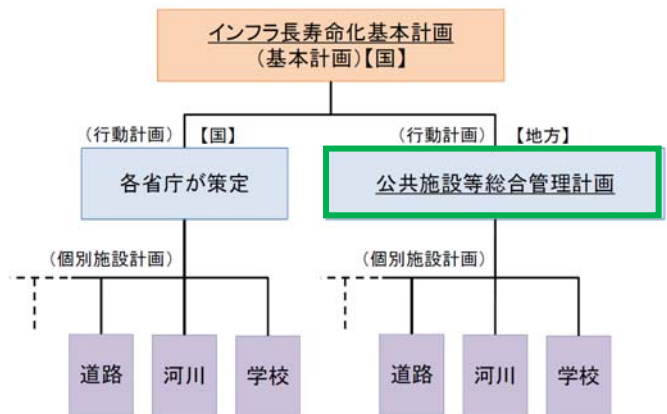 インフラ長寿命化基本計画
(基本計画)【国】
(行動計画) 【国】
(行動計画) 【地方】
各省庁が策定
公共施設等総合管理計画
(個別施設計画)
(個別施設計画)
道路
河川
学校
道路
河川
学校